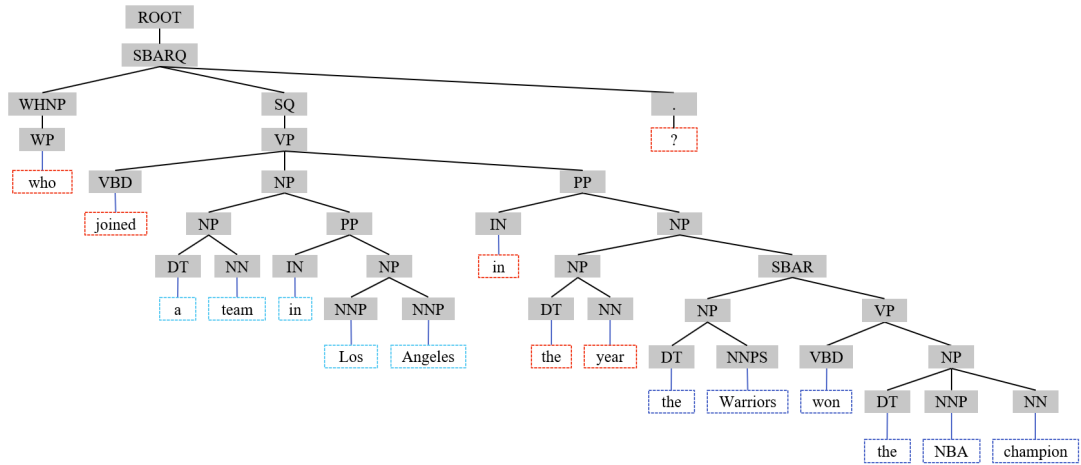 ROOT
SBARQ
WHNP SQ .
WP VP ?
who VBD NP PP
joined NP PP IN NP
DT NN IN NP in NP SBAR
a team in NNP NNP DT NN NP VP
Los Angeles the year DT NNPS VBD NP
the Warriors won DT NNP NN
the NBA champion